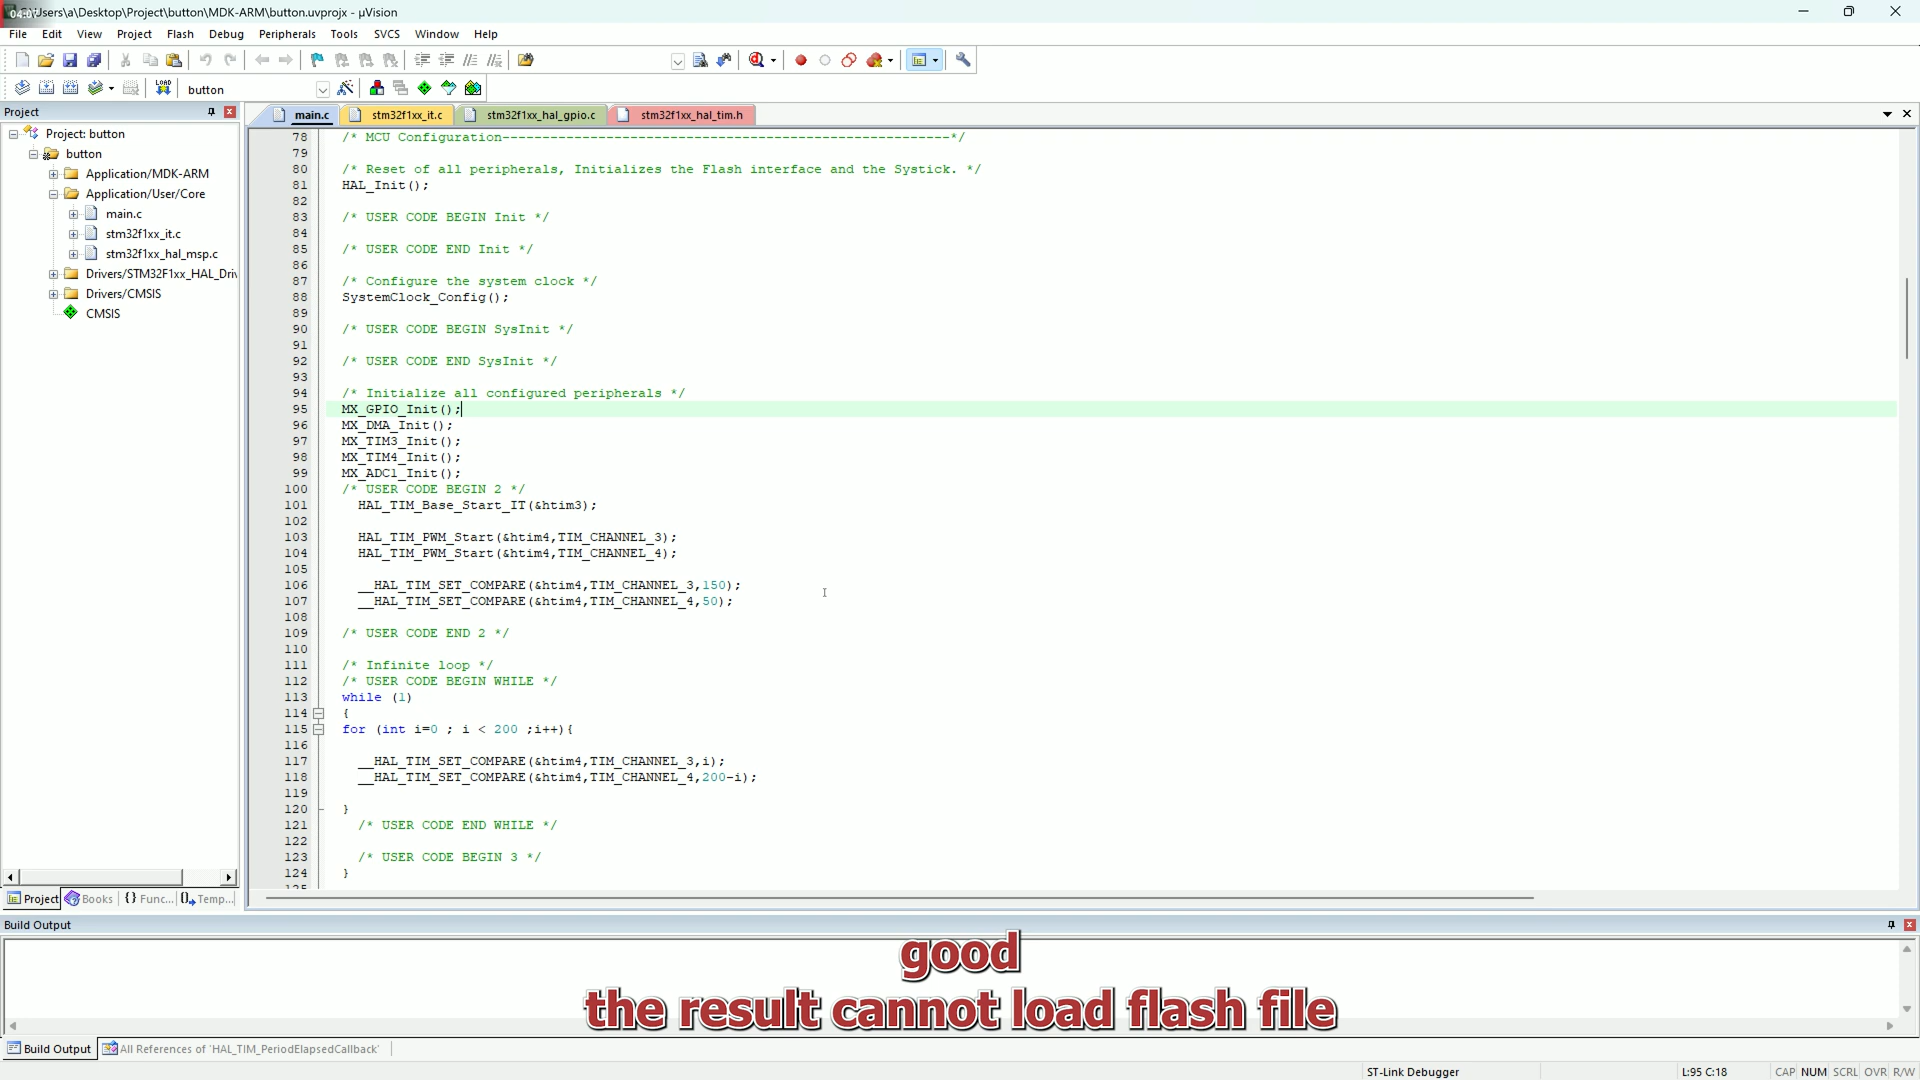 \Users\a\Desktop\Project\button\MDK-ARM\button.uvprojx - µVision
File Edit View Project Flash Debug Peripherals Tools SVCS Window Help
LOAD
button
Project
main.c stm32f1xx_it.c stm32f1xx_hal_gpio.c stm32f1xx_hal_tim.h
Project: button
button
Application/MDK-ARM
Application/User/Core
main.c
stm32f1xx_it.c
stm32f1xx_hal_msp.c
Drivers/STM32F1xx_HAL_Driv
Drivers/CMSIS
CMSIS
78 /* MCU Configuration--------------------------------------------------------*/
79
80 /* Reset of all peripherals, Initializes the Flash interface and the Systick. */
81 HAL_Init();
82
83 /* USER CODE BEGIN Init */
84
85 /* USER CODE END Init */
86
87 /* Configure the system clock */
88 SystemClock_Config();
89
90 /* USER CODE BEGIN SysInit */
91
92 /* USER CODE END SysInit */
93
94 /* Initialize all configured peripherals */
95 MX_GPIO_Init();
96 MX_DMA_Init();
97 MX_TIM3_Init();
98 MX_TIM4_Init();
99 MX_ADC1_Init();
100 /* USER CODE BEGIN 2 */
101 HAL_TIM_Base_Start_IT(&htim3);
102
103 HAL_TIM_PWM_Start(&htim4,TIM_CHANNEL_3);
104 HAL_TIM_PWM_Start(&htim4,TIM_CHANNEL_4);
105
106 __HAL_TIM_SET_COMPARE(&htim4,TIM_CHANNEL_3,150);
107 __HAL_TIM_SET_COMPARE(&htim4,TIM_CHANNEL_4,50);
108
109 /* USER CODE END 2 */
110
111 /* Infinite loop */
112 /* USER CODE BEGIN WHILE */
113 while (1)
114 {
115 for (int i=0 ; i < 200 ;i++){
116
117 __HAL_TIM_SET_COMPARE(&htim4,TIM_CHANNEL_3,i);
118 __HAL_TIM_SET_COMPARE(&htim4,TIM_CHANNEL_4,200-i);
119
120 }
121 /* USER CODE END WHILE */
122
123 /* USER CODE BEGIN 3 */
124 }
Project Books {} Func... Temp...
Build Output
good
the result cannot load flash file
Build Output All References of 'HAL_TIM_PeriodElapsedCallback'
ST-Link Debugger L:95 C:18 CAP NUM SCRL OVR R/W